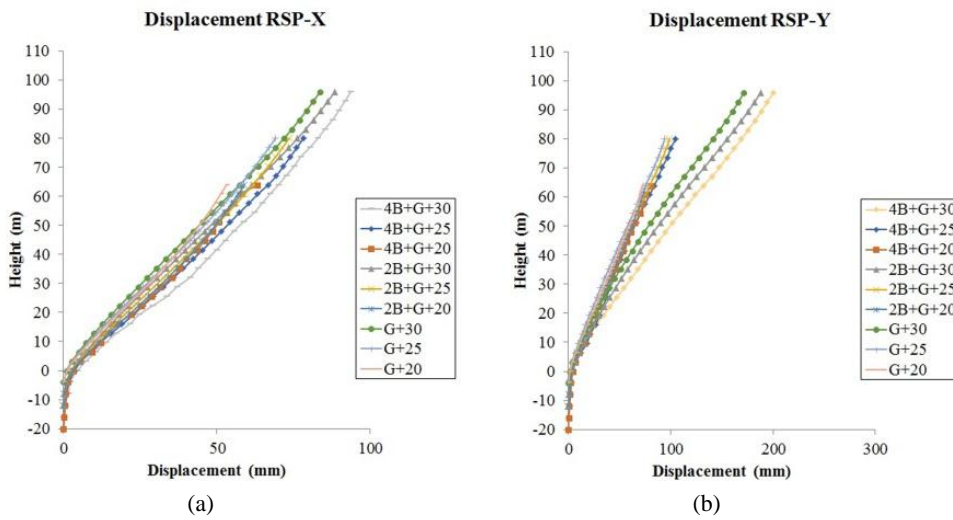 Displacement RSP-X
110
100
90
80
70
60
50
40
30
20
10
0
-10
-20
Height (m)
0 50 100
Displacement (mm)
4B+G+30
4B+G+25
4B+G+20
2B+G+30
2B+G+25
2B+G+20
G+30
G+25
G+20
(a)
Displacement RSP-Y
110
100
90
80
70
60
50
40
30
20
10
0
-10
-20
Height (m)
0 100 200 300
Displacement (mm)
4B+G+30
4B+G+25
4B+G+20
2B+G+30
2B+G+25
2B+G+20
G+30
G+25
G+20
(b)